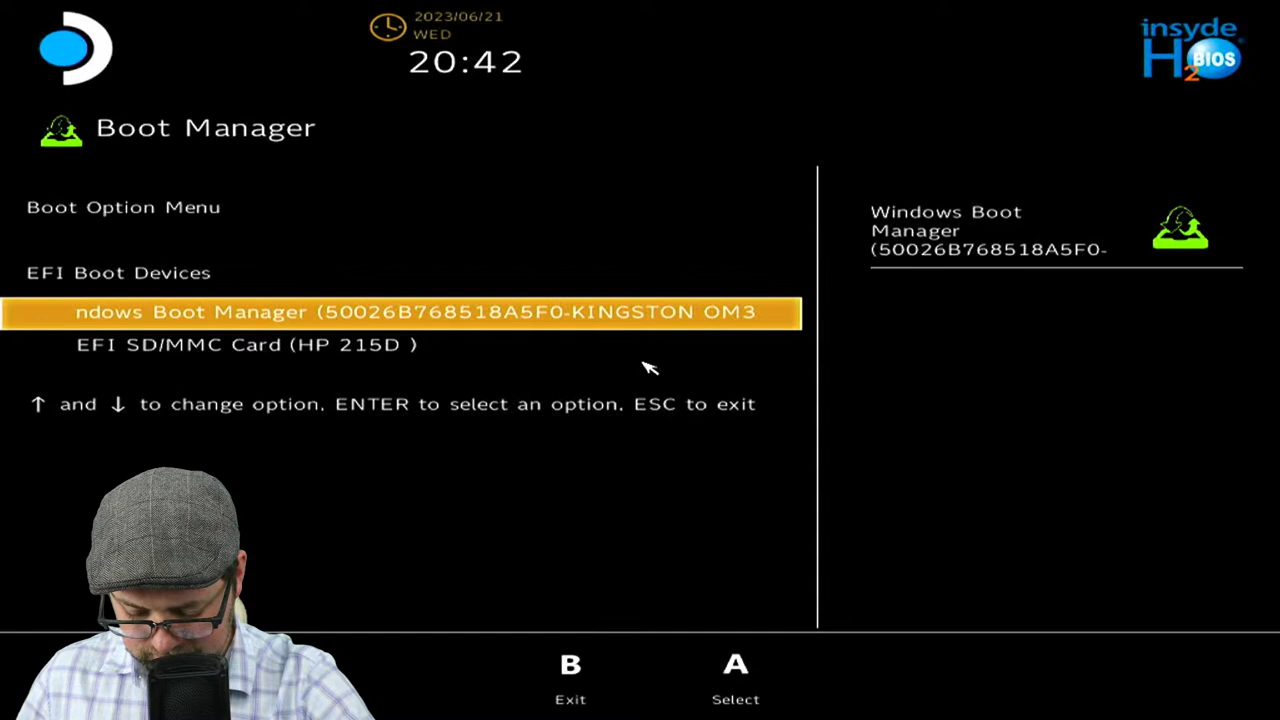 2023/06/21
WED
20:42
insyde
H2
BIOS
Boot Manager
Boot Option Menu
EFI Boot Devices
ndows Boot Manager (50026B768518A5F0-KINGSTON OM3
EFI SD/MMC Card (HP 215D )
↑ and ↓ to change option, ENTER to select an option, ESC to exit
Windows Boot
Manager
(50026B768518A5F0-
B
Exit
A
Select